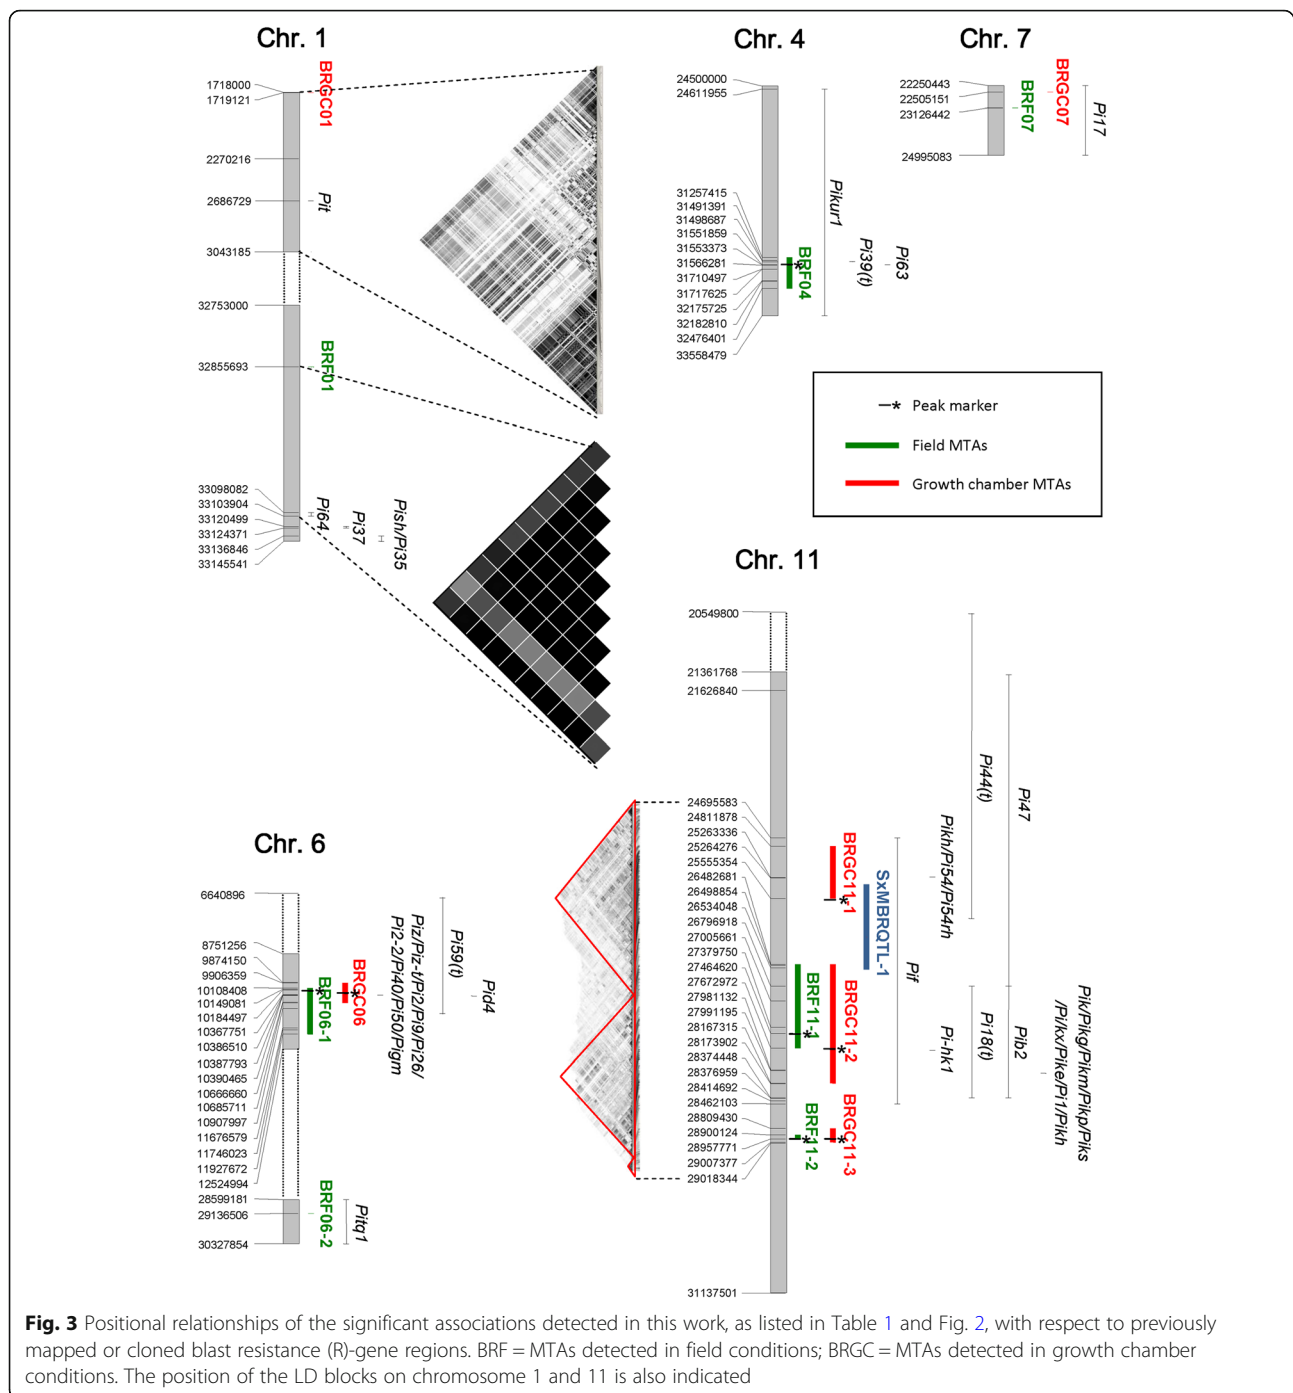 Chr. 1
1718000
1719121
2270216
2686729
3043185
32753000
32855693
33098082
33103904
33120499
33124371
33136846
33145541
BRGC01
Pit
BRF01
Pi64
Pi37
Pish/Pi35
Chr. 4
24500000
24611955
31257415
31491391
31498687
31551859
31553373
31566281
31710497
31717625
32175725
32182810
32476401
33558479
BRF04
Pikur1
Pi39(t)
Pi63
Chr. 7
22250443
22505151
23126442
24995083
BRF07
BRGC07
Pi17
Peak marker
Field MTAs
Growth chamber MTAs
Chr. 6
6640896
8751256
9874150
9906359
10108408
10149081
10184497
10367751
10386510
10387793
10390465
10666660
10685711
10907997
11676579
11746023
11927672
12524994
28599181
29136506
30327854
BRF06-1
BRGC06
Piz/Piz-t/Pi2/Pi9/Pi26/
Pi2-2/Pi40/Pi50/Pigm
Pi59(t)
Pid4
BRF06-2
Pitq1
Chr. 11
20549800
21361768
21626840
24695583
24811878
25263336
25264276
25555354
26482681
26498854
26534048
26796918
27005661
27379750
27464620
27672972
27981132
27991195
28167315
28173902
28374448
28376959
28414692
28462103
28809430
28900124
28957771
29007377
29018344
31137501
BRF11-1
BRF11-2
BRGC11-1
BRGC11-2
BRGC11-3
SxMBRQTL-1
Pif
Pikh/Pi54/Pi54rh
Pi-hk1
Pi44(t)
Pi18(t)
Pi47
Pib2
Pik/Pikg/Pikm/Pikp/Piks
/Pi/kx/Pike/Pi1/Pikh
Fig. 3 Positional relationships of the significant associations detected in this work, as listed in Table 1 and Fig. 2, with respect to previously
mapped or cloned blast resistance (R)-gene regions. BRF = MTAs detected in field conditions; BRGC = MTAs detected in growth chamber
conditions. The position of the LD blocks on chromosome 1 and 11 is also indicated